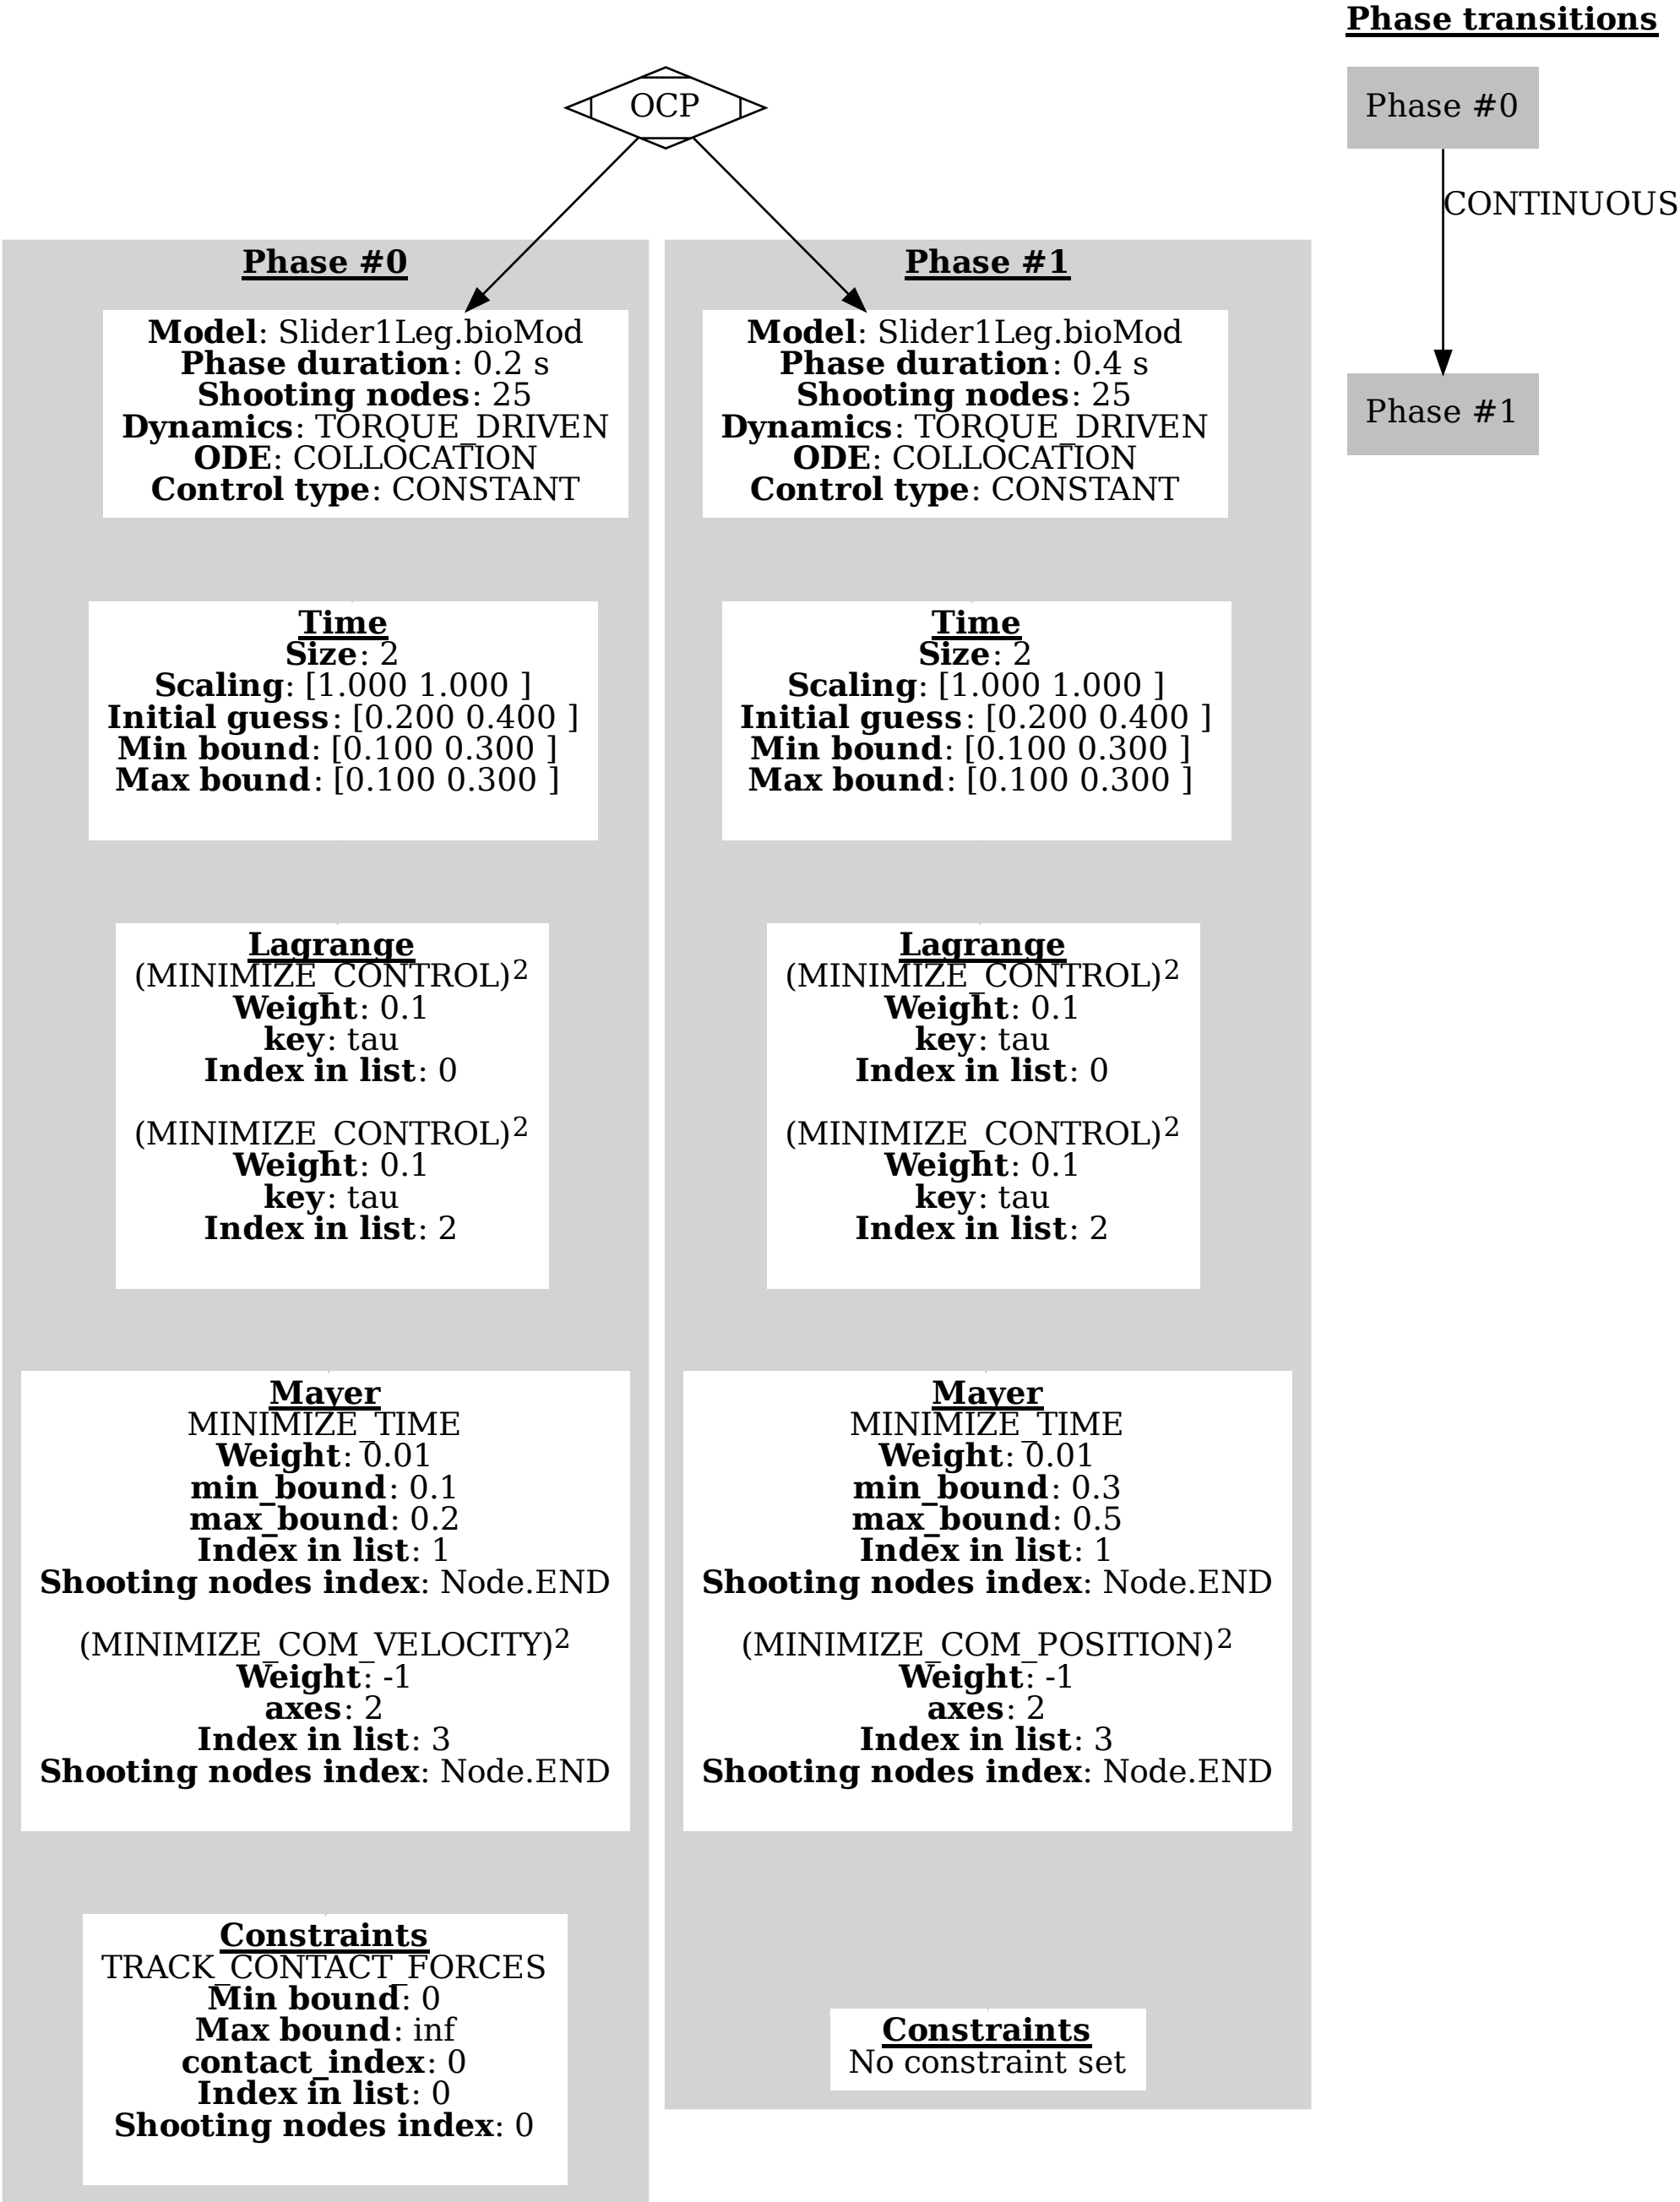 Phase transitions
OCP
Phase #0
CONTINUOUS
Phase #1
Phase #0
Model: Slider1Leg.bioMod
Phase duration: 0.2 s
Shooting nodes: 25
Dynamics: TORQUE_DRIVEN
ODE: COLLOCATION
Control type: CONSTANT
Time
Size: 2
Scaling: [1.000 1.000 ]
Initial guess: [0.200 0.400 ]
Min bound: [0.100 0.300 ]
Max bound: [0.100 0.300 ]
Lagrange
(MINIMIZE_CONTROL)²
Weight: 0.1
key: tau
Index in list: 0
(MINIMIZE_CONTROL)²
Weight: 0.1
key: tau
Index in list: 2
Mayer
MINIMIZE_TIME
Weight: 0.01
min_bound: 0.1
max_bound: 0.2
Index in list: 1
Shooting nodes index: Node.END
(MINIMIZE_COM_VELOCITY)²
Weight: -1
axes: 2
Index in list: 3
Shooting nodes index: Node.END
Constraints
TRACK_CONTACT_FORCES
Min bound: 0
Max bound: inf
contact_index: 0
Index in list: 0
Shooting nodes index: 0
Phase #1
Model: Slider1Leg.bioMod
Phase duration: 0.4 s
Shooting nodes: 25
Dynamics: TORQUE_DRIVEN
ODE: COLLOCATION
Control type: CONSTANT
Time
Size: 2
Scaling: [1.000 1.000 ]
Initial guess: [0.200 0.400 ]
Min bound: [0.100 0.300 ]
Max bound: [0.100 0.300 ]
Lagrange
(MINIMIZE_CONTROL)²
Weight: 0.1
key: tau
Index in list: 0
(MINIMIZE_CONTROL)²
Weight: 0.1
key: tau
Index in list: 2
Mayer
MINIMIZE_TIME
Weight: 0.01
min_bound: 0.3
max_bound: 0.5
Index in list: 1
Shooting nodes index: Node.END
(MINIMIZE_COM_POSITION)²
Weight: -1
axes: 2
Index in list: 3
Shooting nodes index: Node.END
Constraints
No constraint set